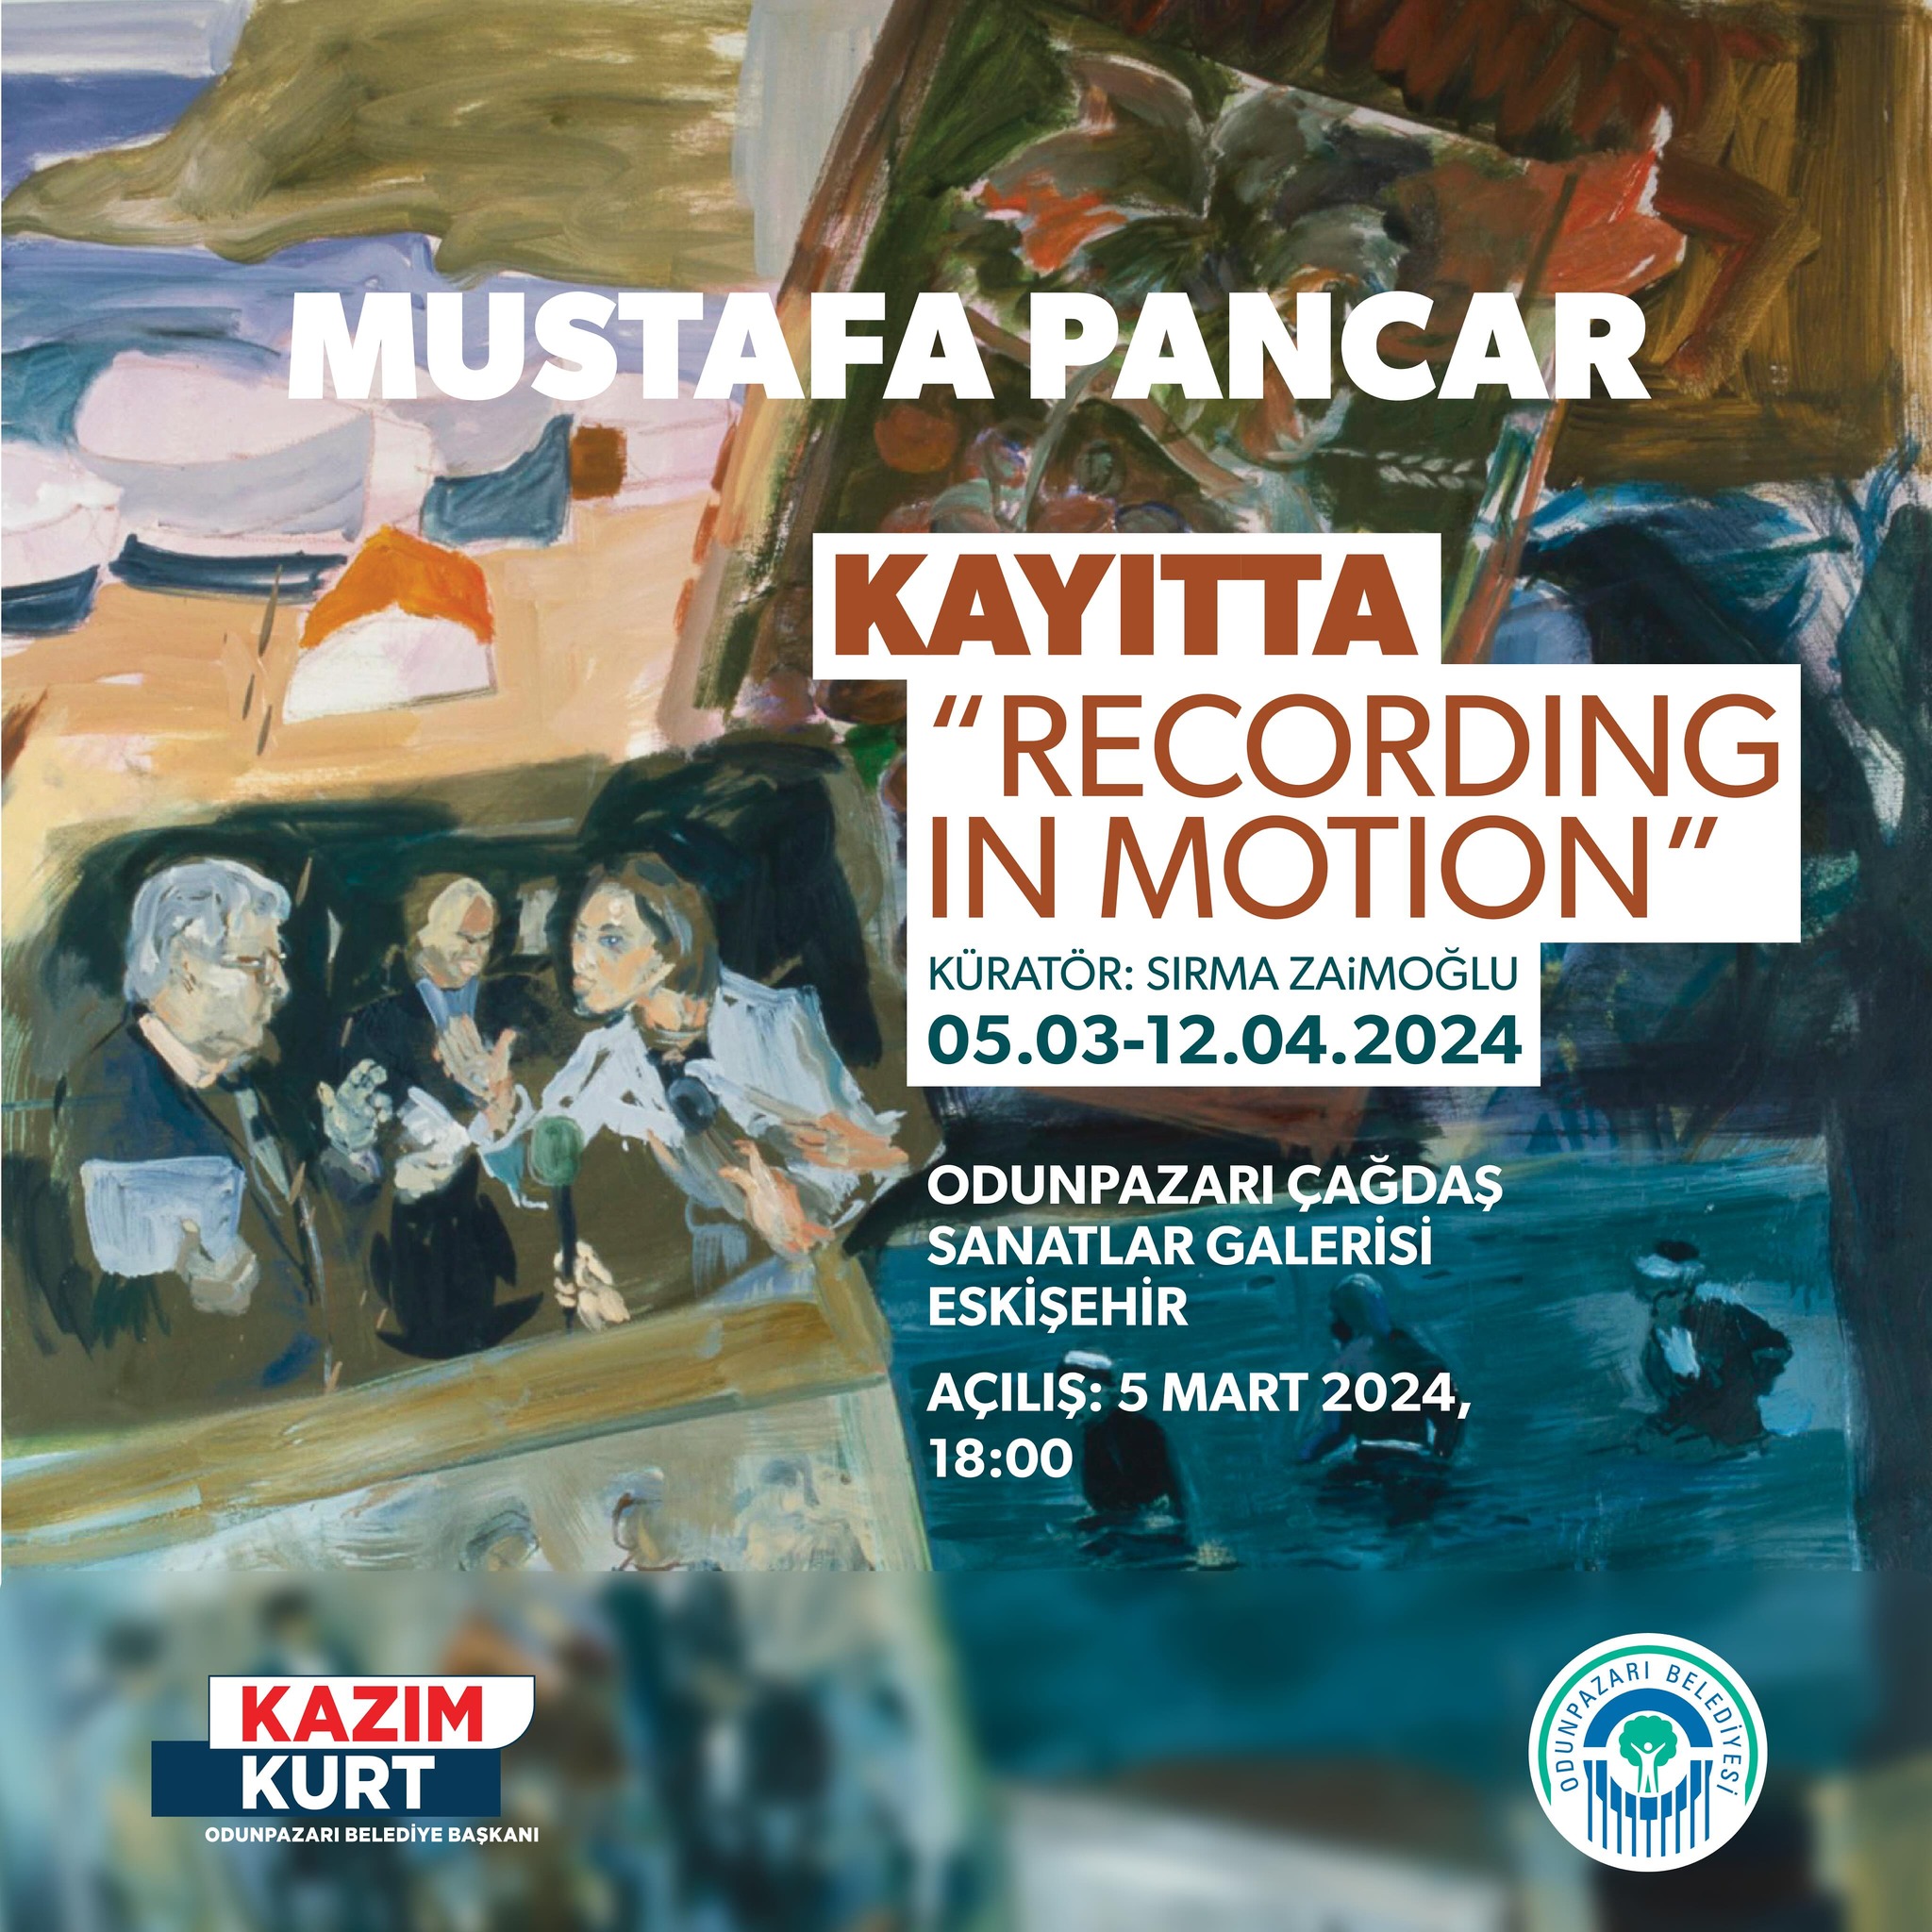 MUSTAFA PANCAR
KAYITTA
“RECORDING
IN MOTION”
KÜRATÖR: SIRMA ZAiMOĞLU
05.03-12.04.2024
ODUNPAZARI ÇAĞDAŞ
SANATLAR GALERİSİ
ESKİŞEHİR
AÇILIŞ: 5 MART 2024,
18:00
KAZIM
KURT
ODUNPAZARI BELEDİYE BAŞKANI
ODUNPAZARI BELEDİYESİ